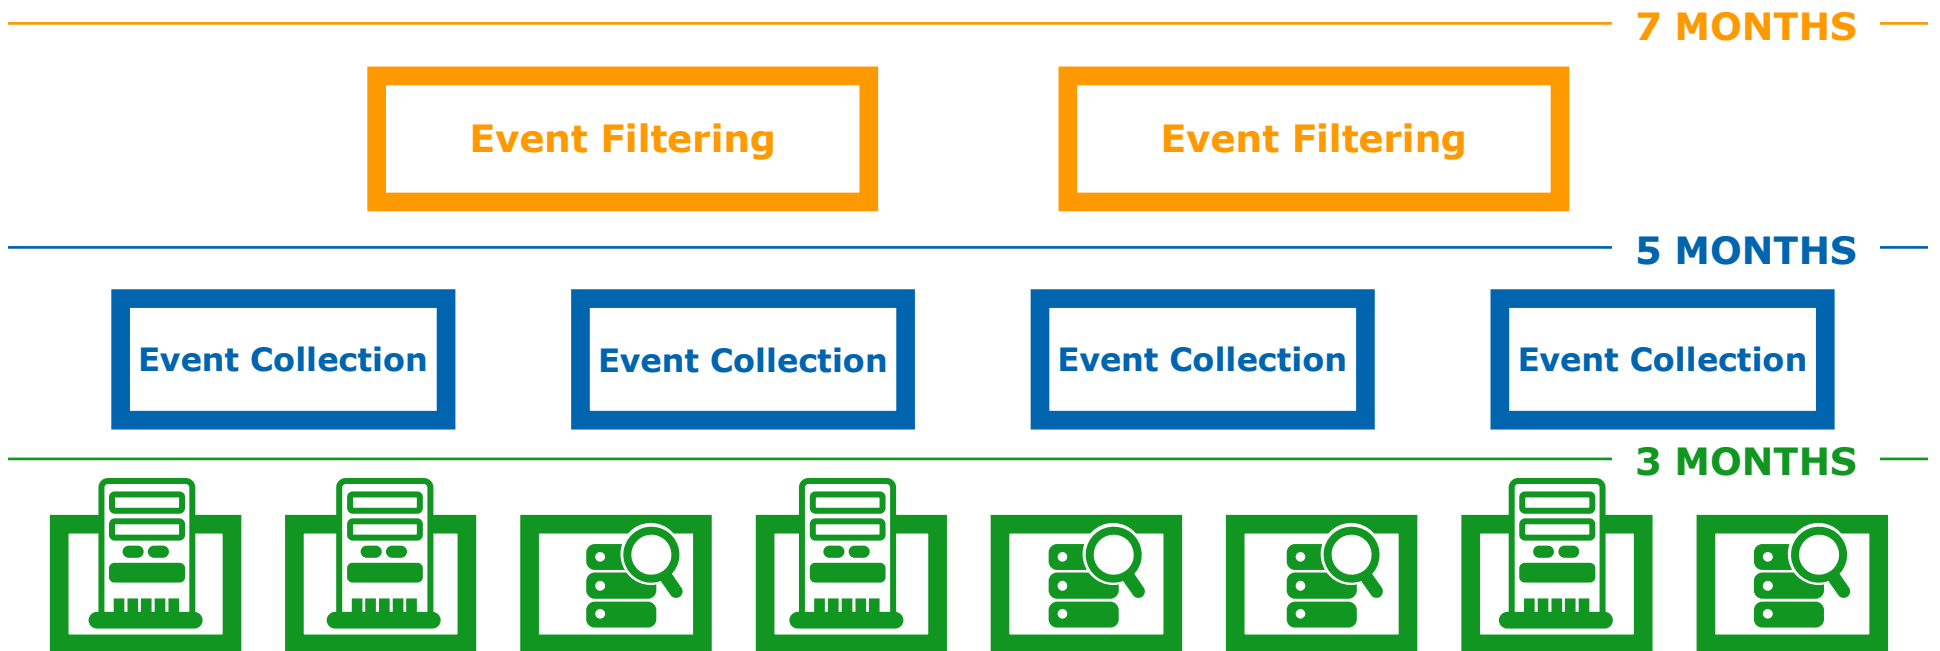 7 MONTHS
Event Filtering
Event Filtering
5 MONTHS
Event Collection
Event Collection
Event Collection
Event Collection
3 MONTHS